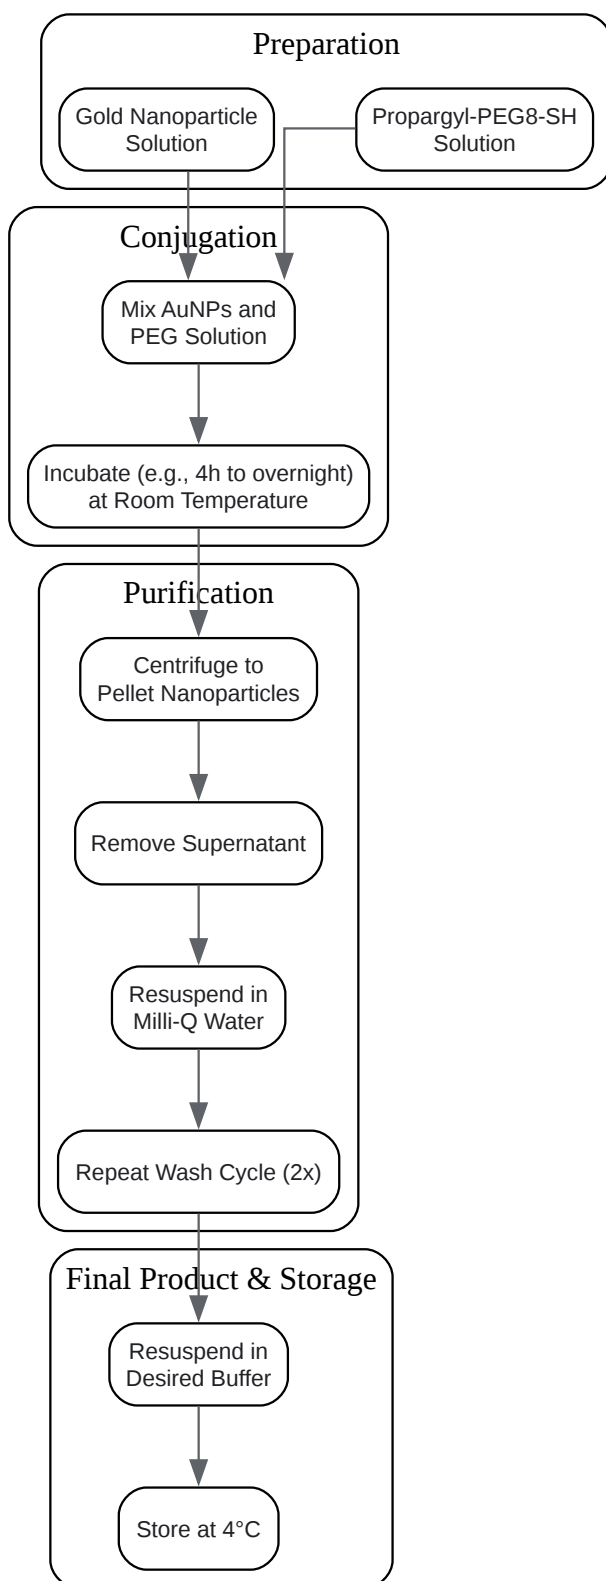 Preparation
Gold Nanoparticle
Solution
Propargyl-PEG8-SH
Solution
Conjugation
Mix AuNPs and
PEG Solution
Incubate (e.g., 4h to overnight)
at Room Temperature
Purification
Centrifuge to
Pellet Nanoparticles
Remove Supernatant
Resuspend in
Milli-Q Water
Repeat Wash Cycle (2x)
Final Product & Storage
Resuspend in
Desired Buffer
Store at 4°C